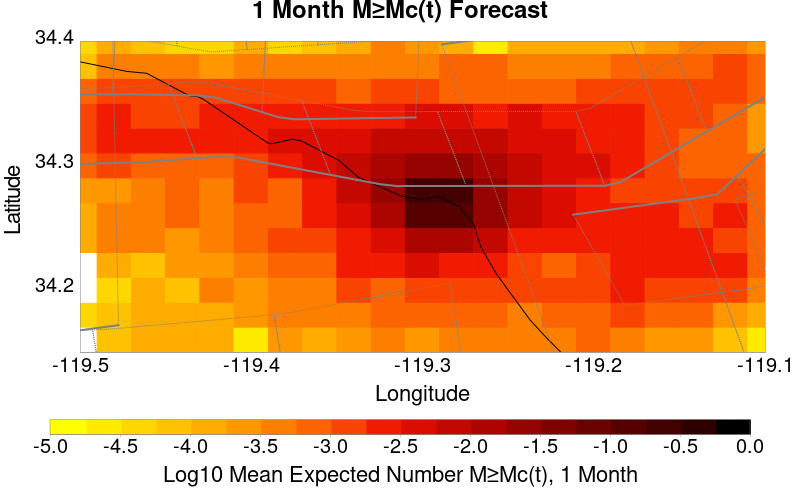 1 Month M≥Mc(t) Forecast
34.4
34.3
34.2
Latitude
-119.5 -119.4 -119.3 -119.2 -119.1
Longitude
-5.0 -4.5 -4.0 -3.5 -3.0 -2.5 -2.0 -1.5 -1.0 -0.5 0.0
Log10 Mean Expected Number M≥Mc(t), 1 Month